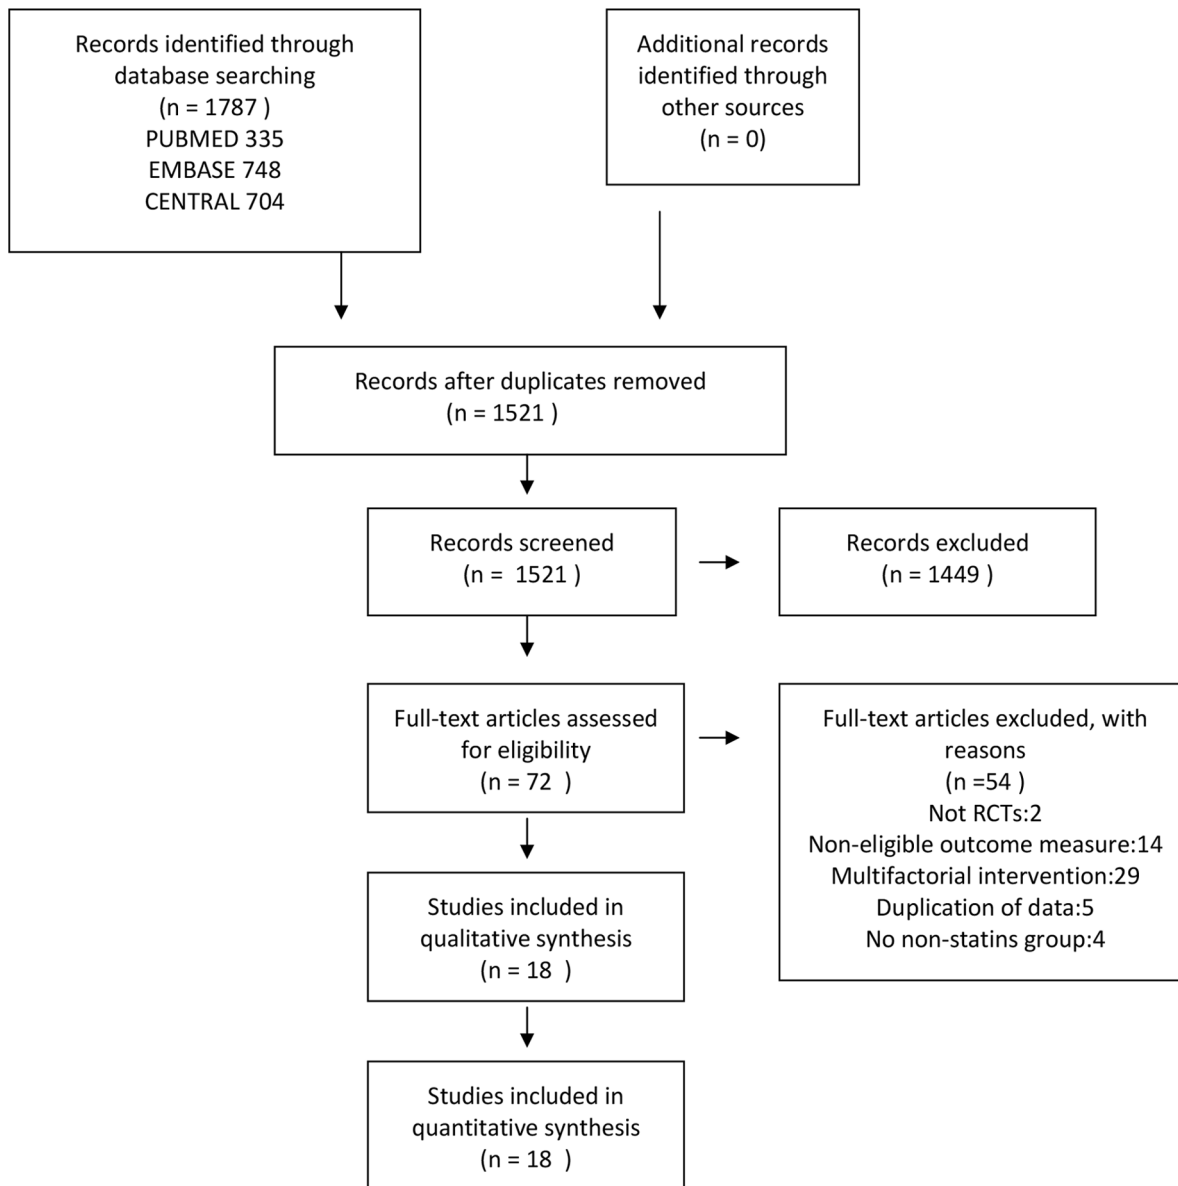 Records identified through
database searching
(n = 1787 )
PUBMED 335
EMBASE 748
CENTRAL 704
Additional records
identified through
other sources
(n = 0)
Records after duplicates removed
(n = 1521 )
Records screened
(n =  1521 )
Records excluded
(n = 1449 )
Full-text articles assessed
for eligibility
(n = 72  )
Full-text articles excluded, with
reasons
(n =54 )
Not RCTs:2
Non-eligible outcome measure:14
Multifactorial intervention:29
Duplication of data:5
No non-statins group:4
Studies included in
qualitative synthesis
(n = 18  )
Studies included in
quantitative synthesis
(n = 18  )